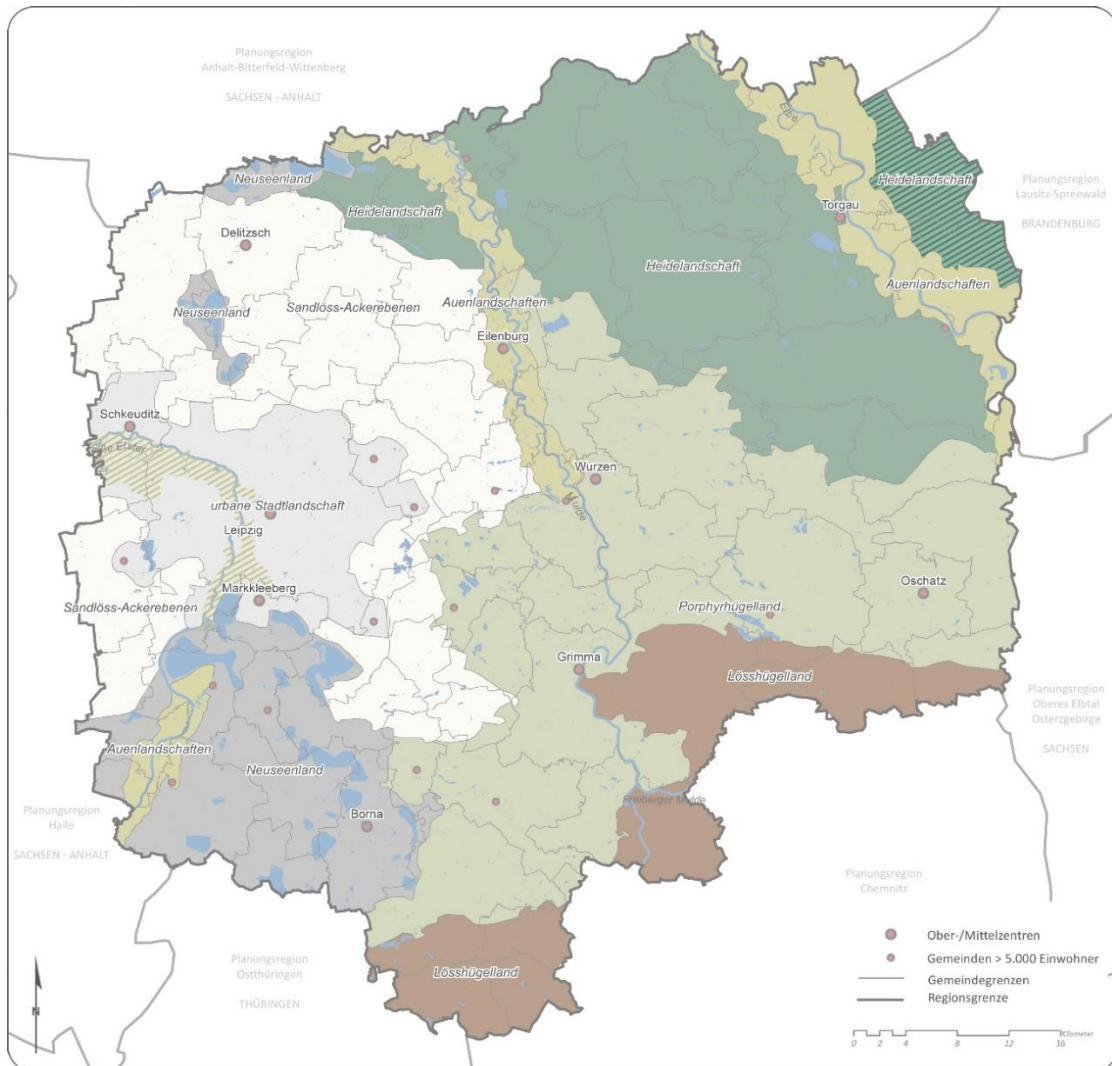 Planungsregion
Anhalt-Bitterfeld-Wittenberg
SACHSEN - ANHALT
Elbe
Neuseenland
Heidelandschaft
Planungsregion
Lausitz-Spreewald
BRANDENBURG
Heidelandschaft
Torgau
Delitzsch
Heidelandschaft
Auenlandschaften
Neuseenland
Sandlöss-Ackerebenen
Auenlandschaften
Eilenburg
Schkeuditz
Elster
Wurzen
urbane Stadtlandschaft
Mulde
Leipzig
Oschatz
Markkleeberg
Sandlöss-Ackerebenen
Porphyrhügelland
Grimma
Lösshügelland
Planungsregion
Oberes Elbtal
Osterzgebirge
SACHSEN
Auenlandschaften
Neuseenland
Freiberger Mulde
Planungsregion
Halle
SACHSEN - ANHALT
Borna
Planungsregion
Chemnitz
Planungsregion
Ostthüringen
THÜRINGEN
Lösshügelland
Ober-/Mittelzentren
Gemeinden > 5.000 Einwohner
Gemeindegrenzen
Regionsgrenze
N
Kilometer
0 2 4 8 12 16